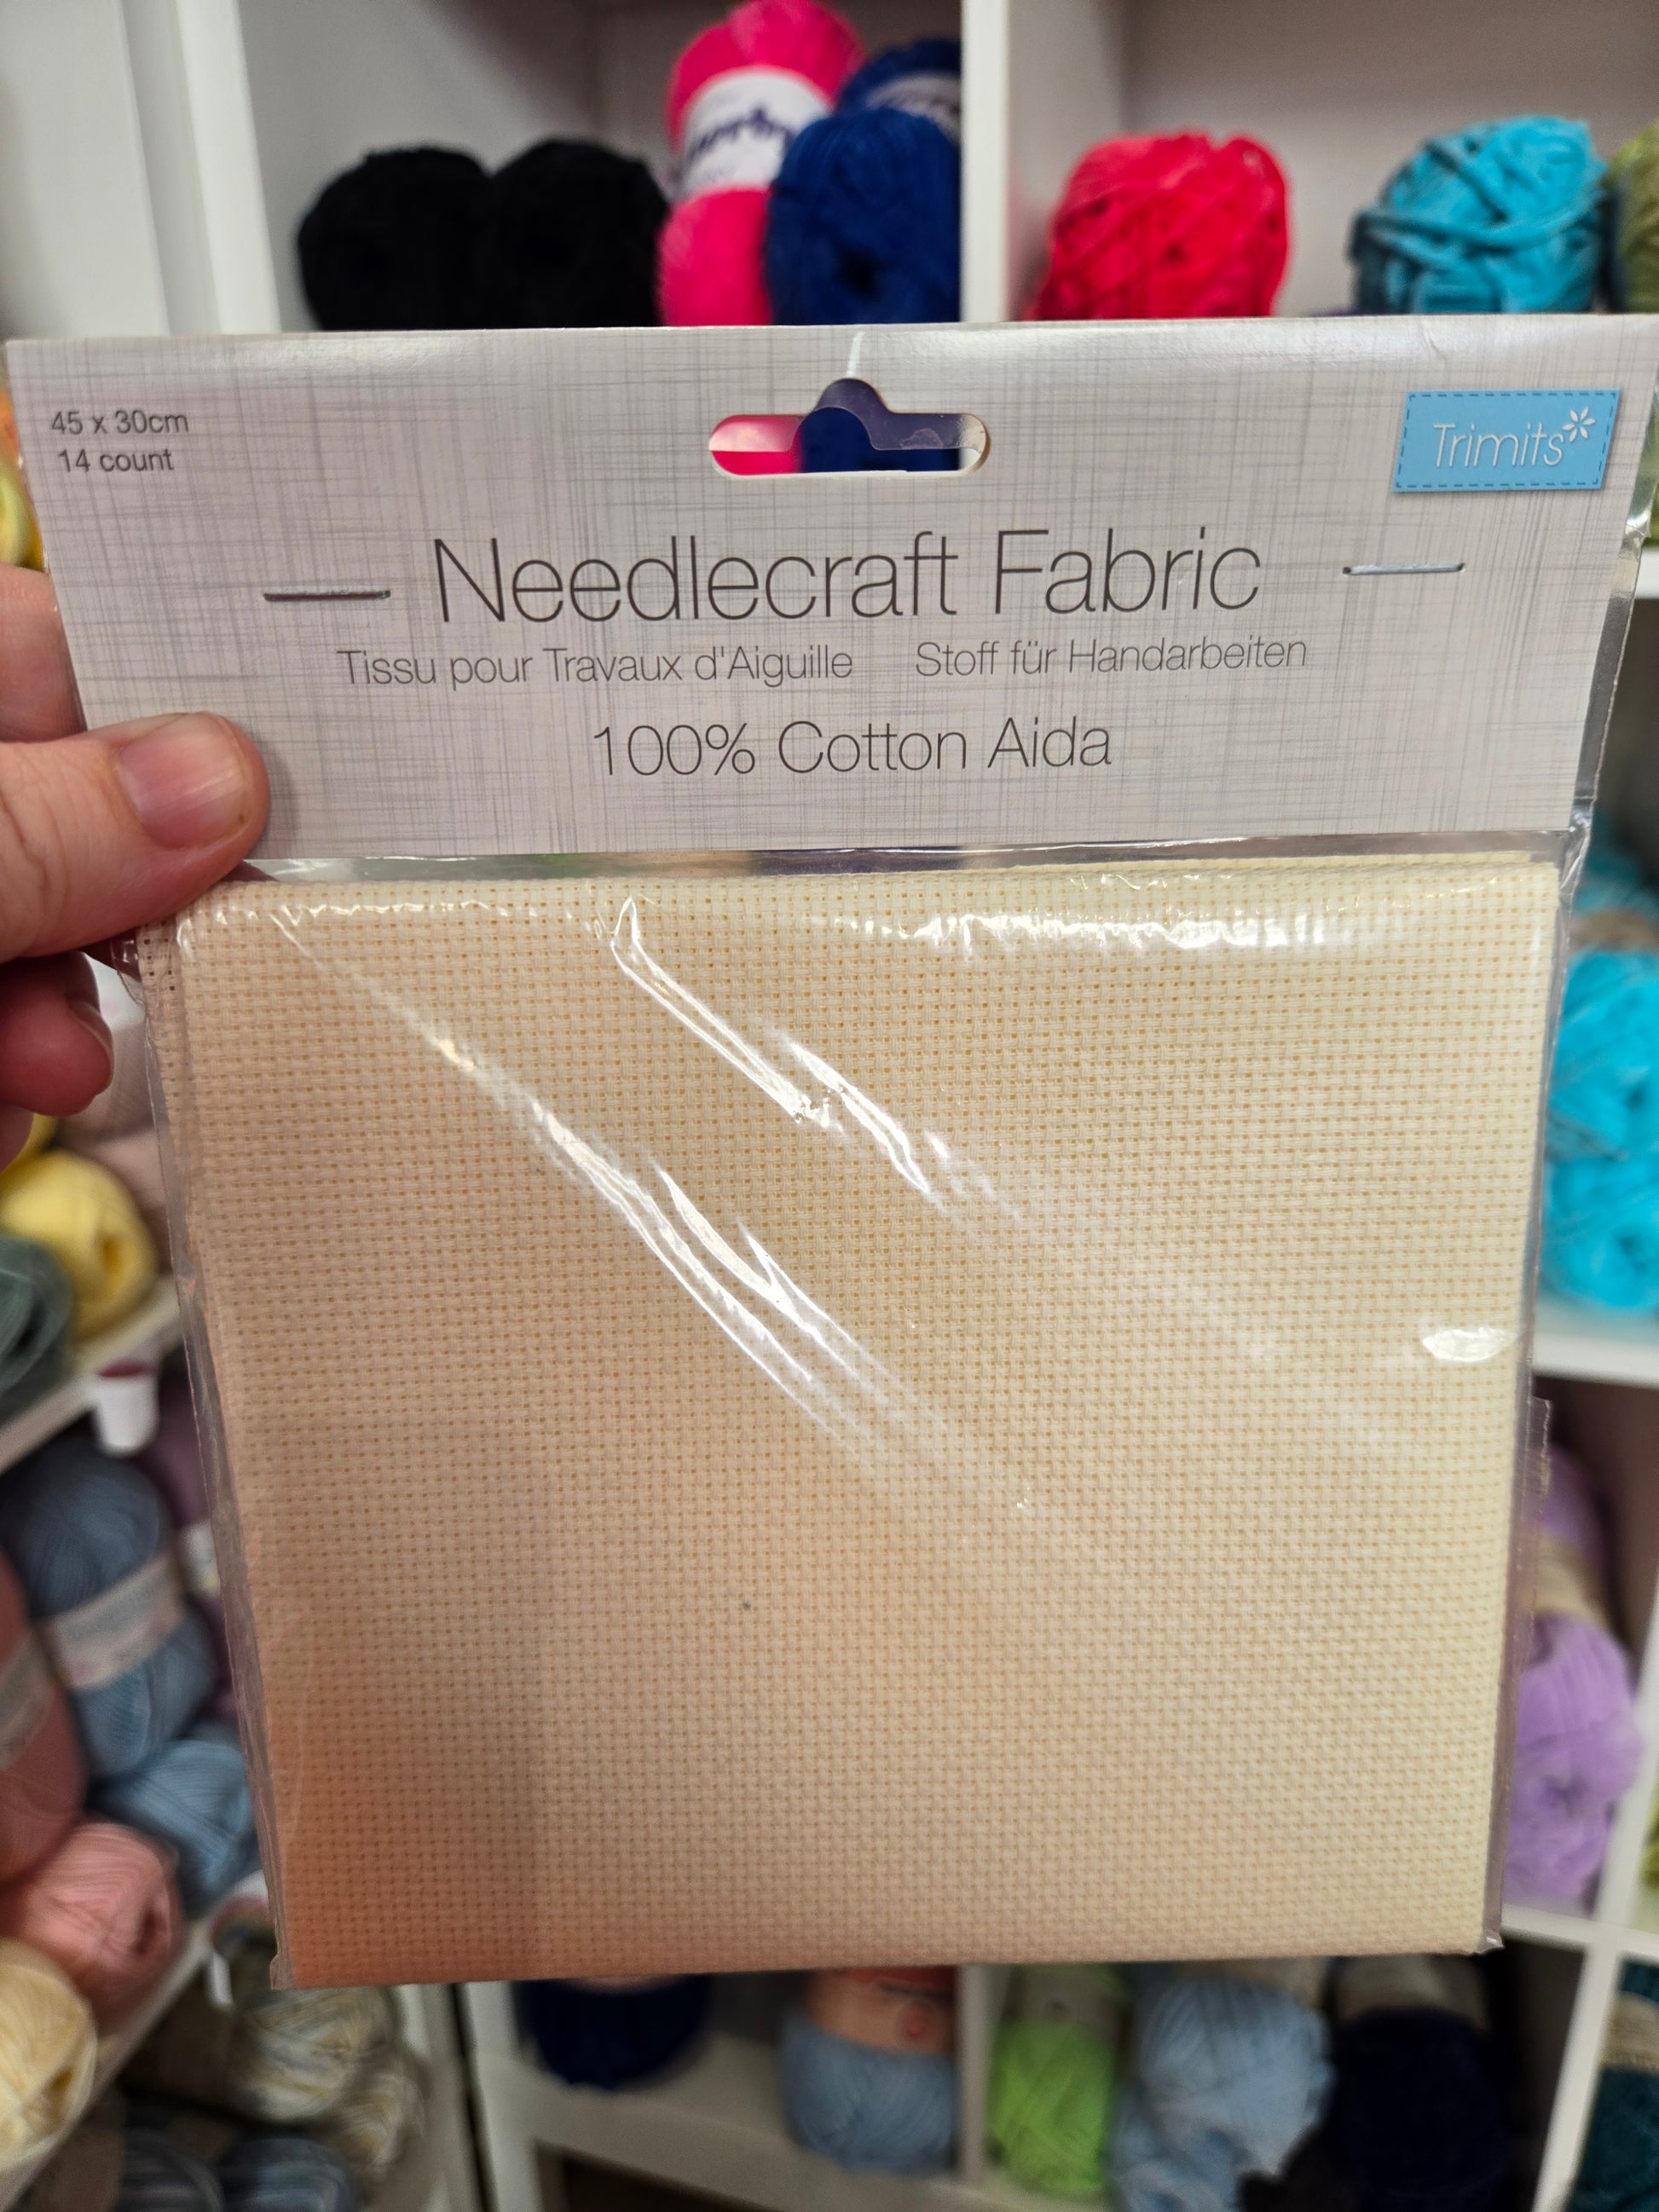 45 x 30cm
14 count
Trimits
Needlecraft Fabric
Tissu pour Travaux d'Aiguille Stoff für Handarbeiten
100% Cotton Aida